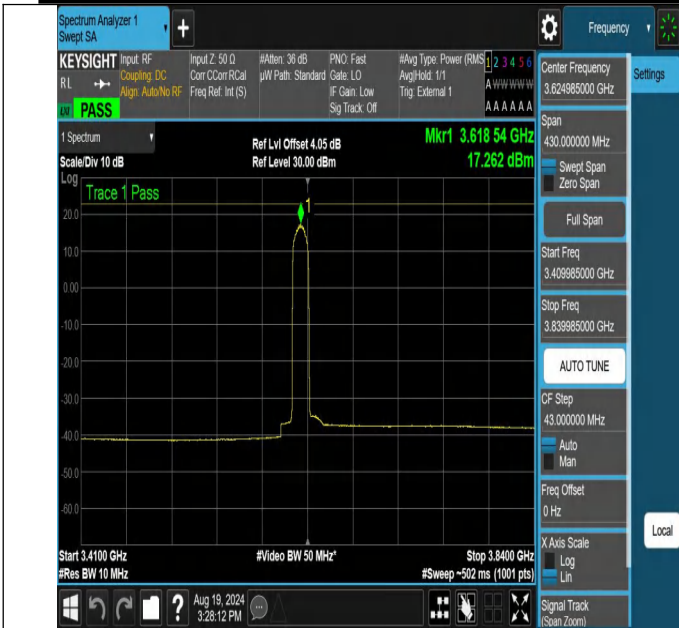 Spectrum Analyzer 1
Swept SA
+
Frequency
KEYSIGHT
RL
PASS
Input: RF
Coupling: DC
Align: Auto/No RF
Input Z: 50 Ω
Corr CCorr RCal
Freq Ref: Int (S)
#Atten: 36 dB
µW Path: Standard
PNO: Fast
Gate: LO
IF Gain: Low
Sig Track: Off
#Avg Type: Power (RMS
Avg|Hold: 1/1
Trig: External 1
1 2 3 4 5 6
A W W W W W
A A A A A A
1 Spectrum
Scale/Div 10 dB
Ref Lvl Offset 4.05 dB
Ref Level 30.00 dBm
Mkr1 3.618 54 GHz
17.262 dBm
Log
Trace 1 Pass
1
20.0
10.0
0.00
-10.0
-20.0
-30.0
-40.0
-50.0
-60.0
Start 3.4100 GHz
#Res BW 10 MHz
#Video BW 50 MHz*
Stop 3.8400 GHz
#Sweep ~502 ms (1001 pts)
Aug 19, 2024
3:28:12 PM
Center Frequency
3.624985000 GHz
Span
430.000000 MHz
Swept Span
Zero Span
Full Span
Start Freq
3.409985000 GHz
Stop Freq
3.839985000 GHz
AUTO TUNE
CF Step
43.000000 MHz
Auto
Man
Freq Offset
0 Hz
X Axis Scale
Log
Lin
Signal Track
(Span Zoom)
Settings
Local